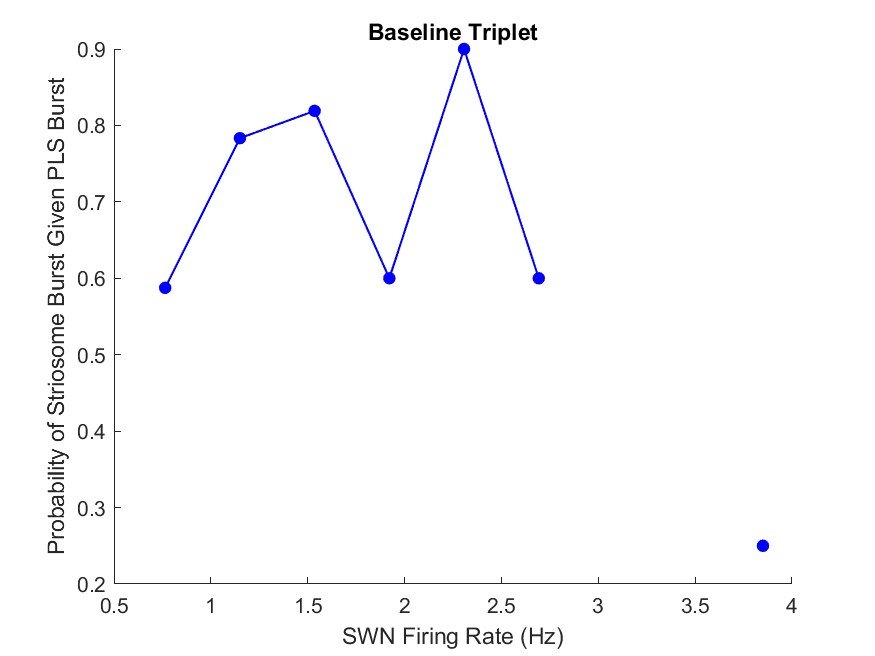 Baseline Triplet
Probability of Striosome Burst Given PLS Burst
0.9
0.8
0.7
0.6
0.5
0.4
0.3
0.2
0.5 1 1.5 2 2.5 3 3.5 4
SWN Firing Rate (Hz)